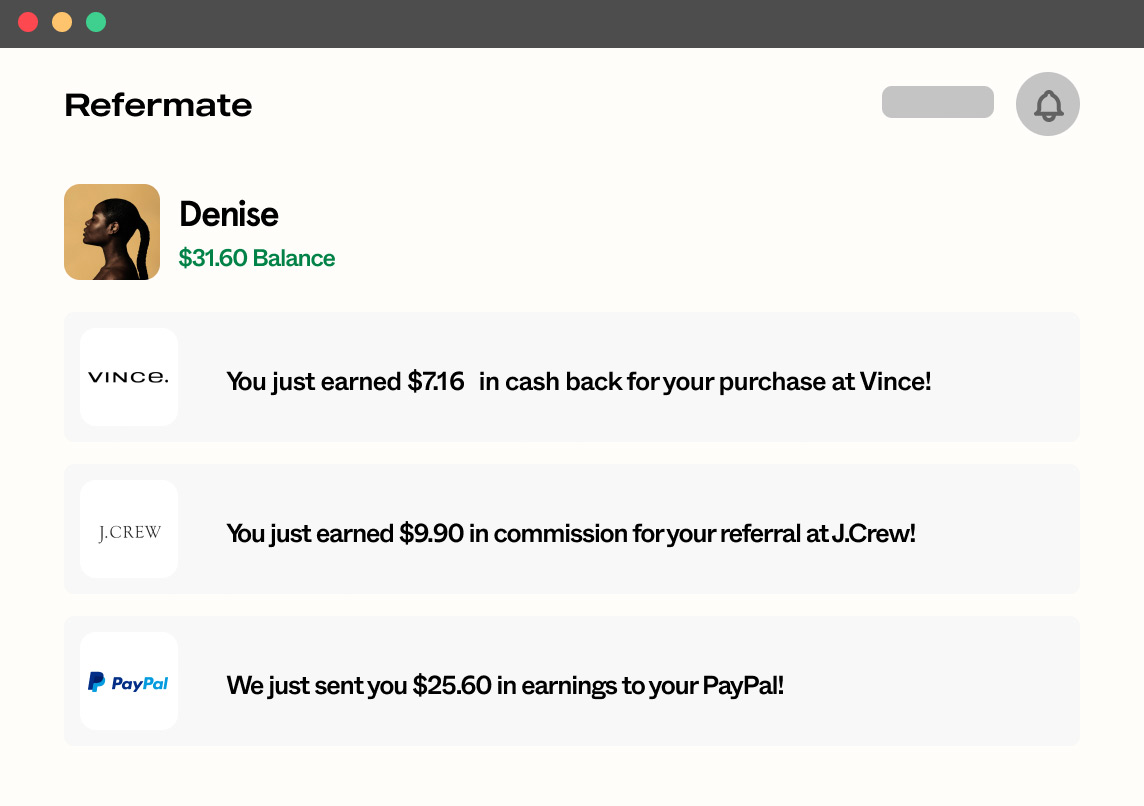 Refermate
Denise
$31.60 Balance
VINCE.
You just earned $7.16 in cash back for your purchase at Vince!
J.CREW
You just earned $9.90 in commission for your referral at J.Crew!
PayPal
We just sent you $25.60 in earnings to your PayPal!